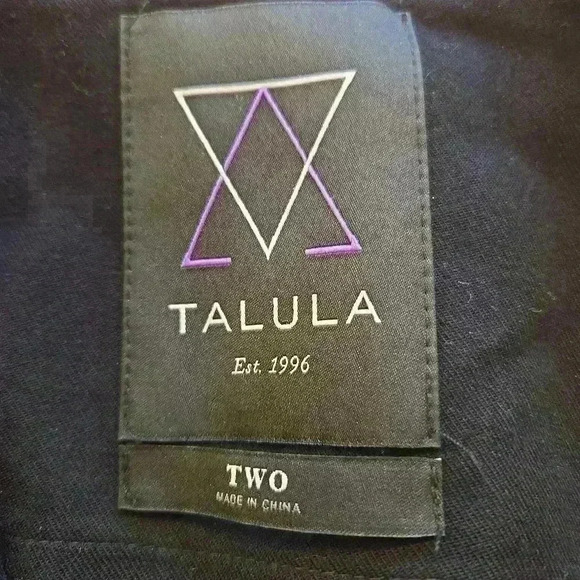 TALULA
Est. 1996
TWO
MADE IN CHINA